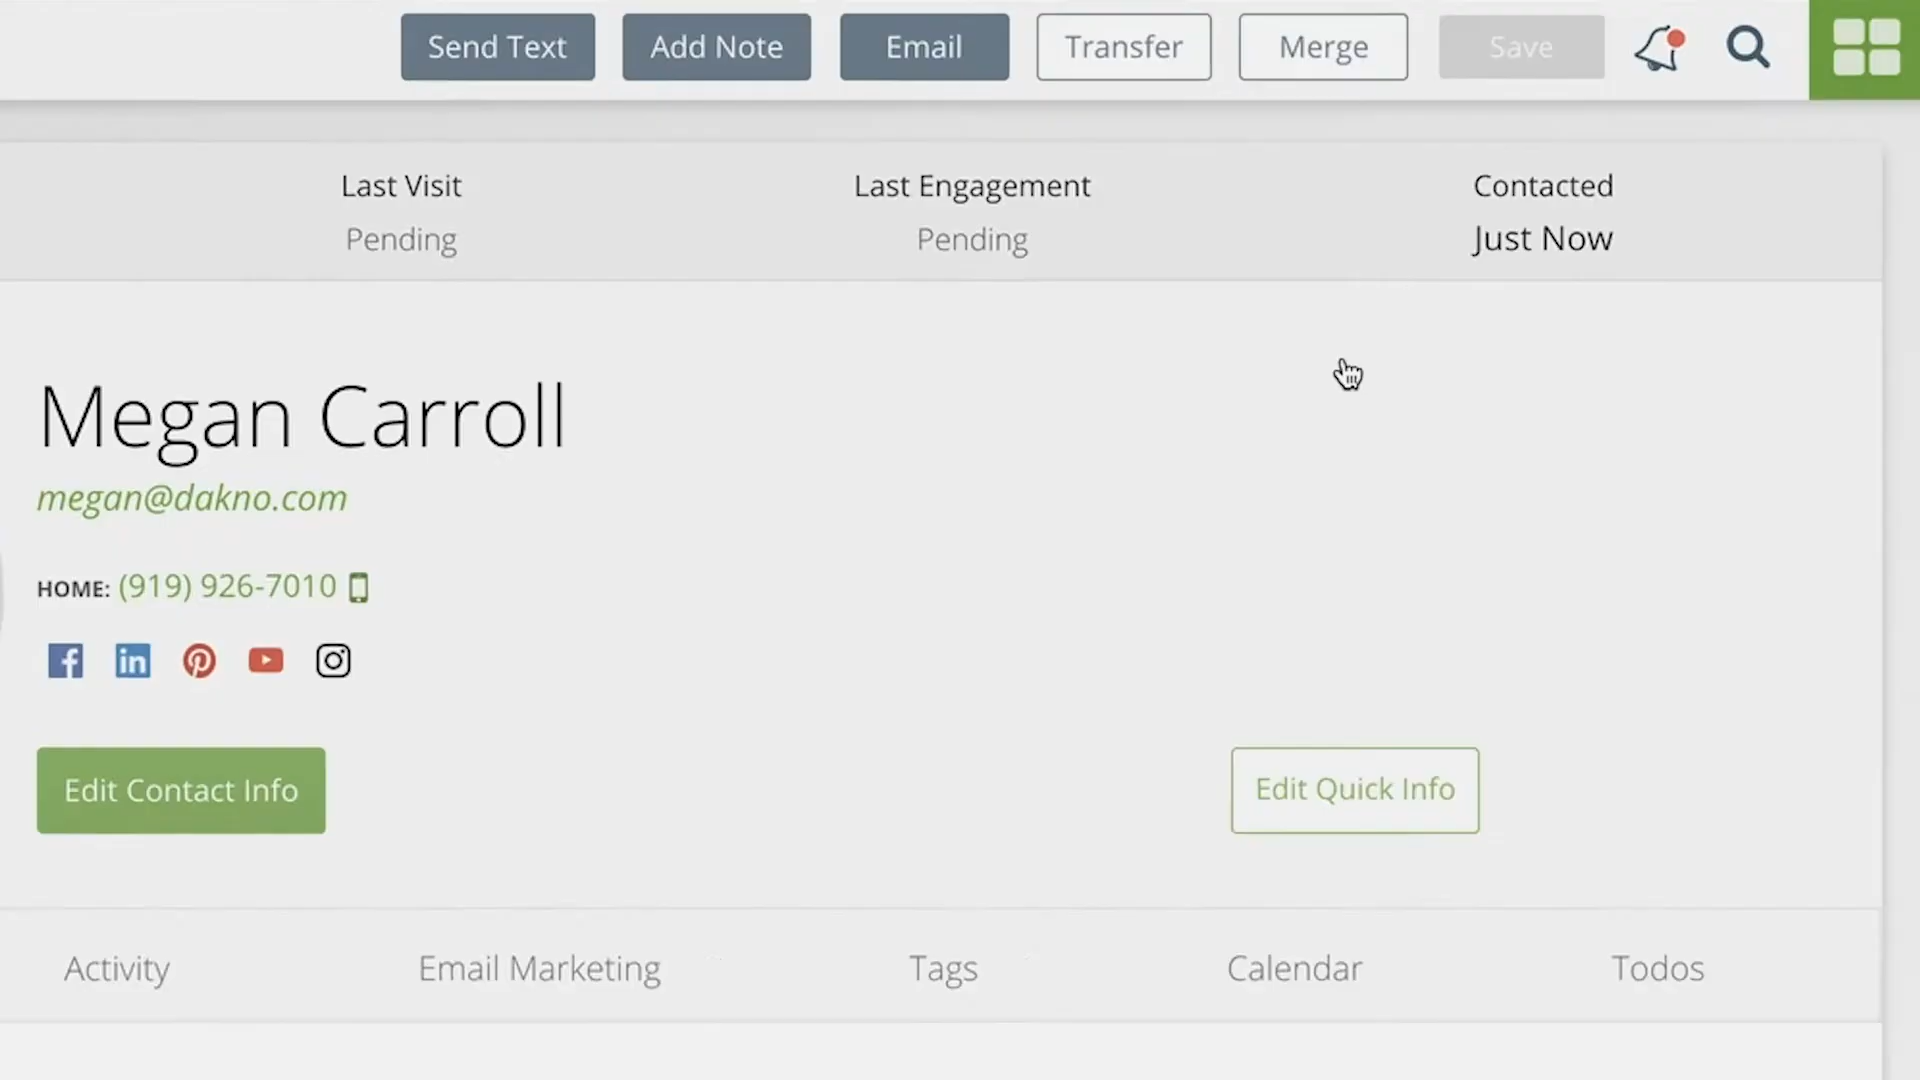 Send Text Add Note Email Transfer Merge Save
Last Visit Last Engagement Contacted
Pending Pending Just Now
Megan Carroll
megan@dakno.com
HOME: (919) 926-7010
Edit Contact Info Edit Quick Info
Activity Email Marketing Tags Calendar Todos